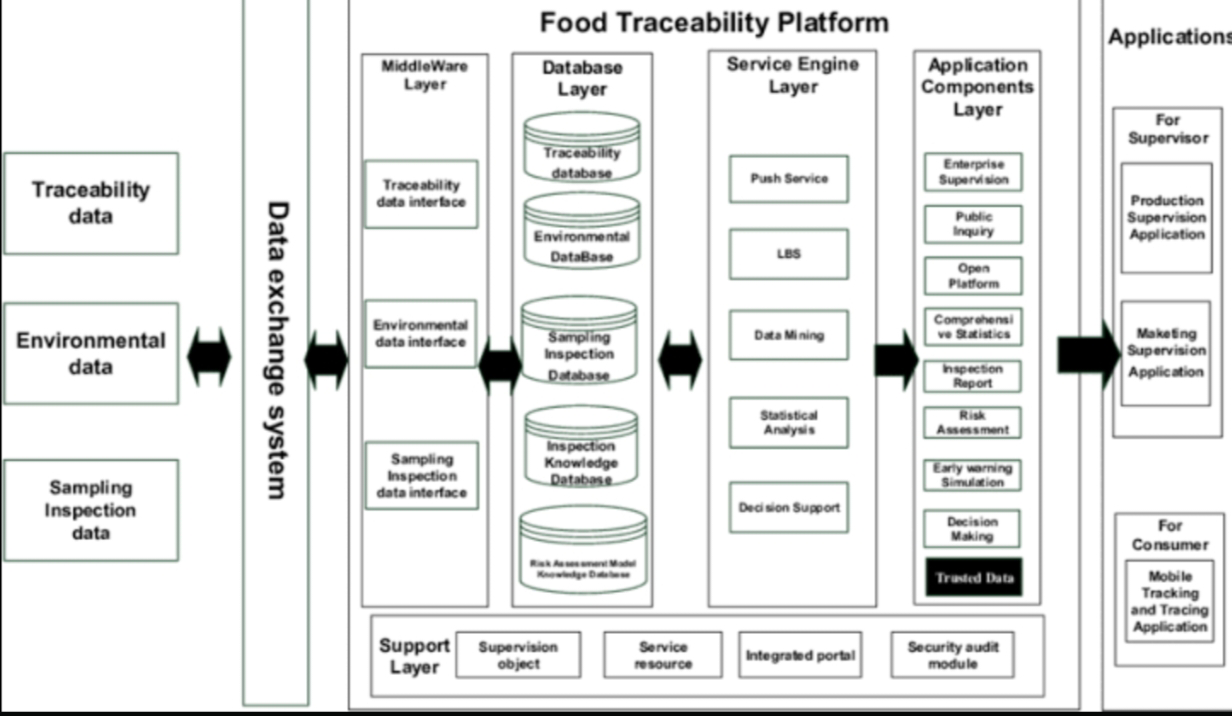 Food Traceability Platform
Traceability
data
Environmental
data
Sampling
Inspection
data
Data exchange system
MiddleWare
Layer
Traceability
data interface
Environmental
data interface
Sampling
Inspection
data interface
Database
Layer
Traceability
database
Environmental
DataBase
Sampling
Inspection
Database
Inspection
Knowledge
Database
Risk Assessment Model
Knowledge Database
Service Engine
Layer
Push Service
LBS
Data Mining
Statistical
Analysis
Decision Support
Application
Components
Layer
Enterprise
Supervision
Public
Inquiry
Open
Platform
Comprehensi
ve Statistics
Inspection
Report
Risk
Assessment
Early warning
Simulation
Decision
Making
Trusted Data
Support
Layer
Supervision
object
Service
resource
Integrated portal
Security audit
module
Applications
For
Supervisor
Production
Supervision
Application
Maketing
Supervision
Application
For
Consumer
Mobile
Tracking
and Tracing
Application